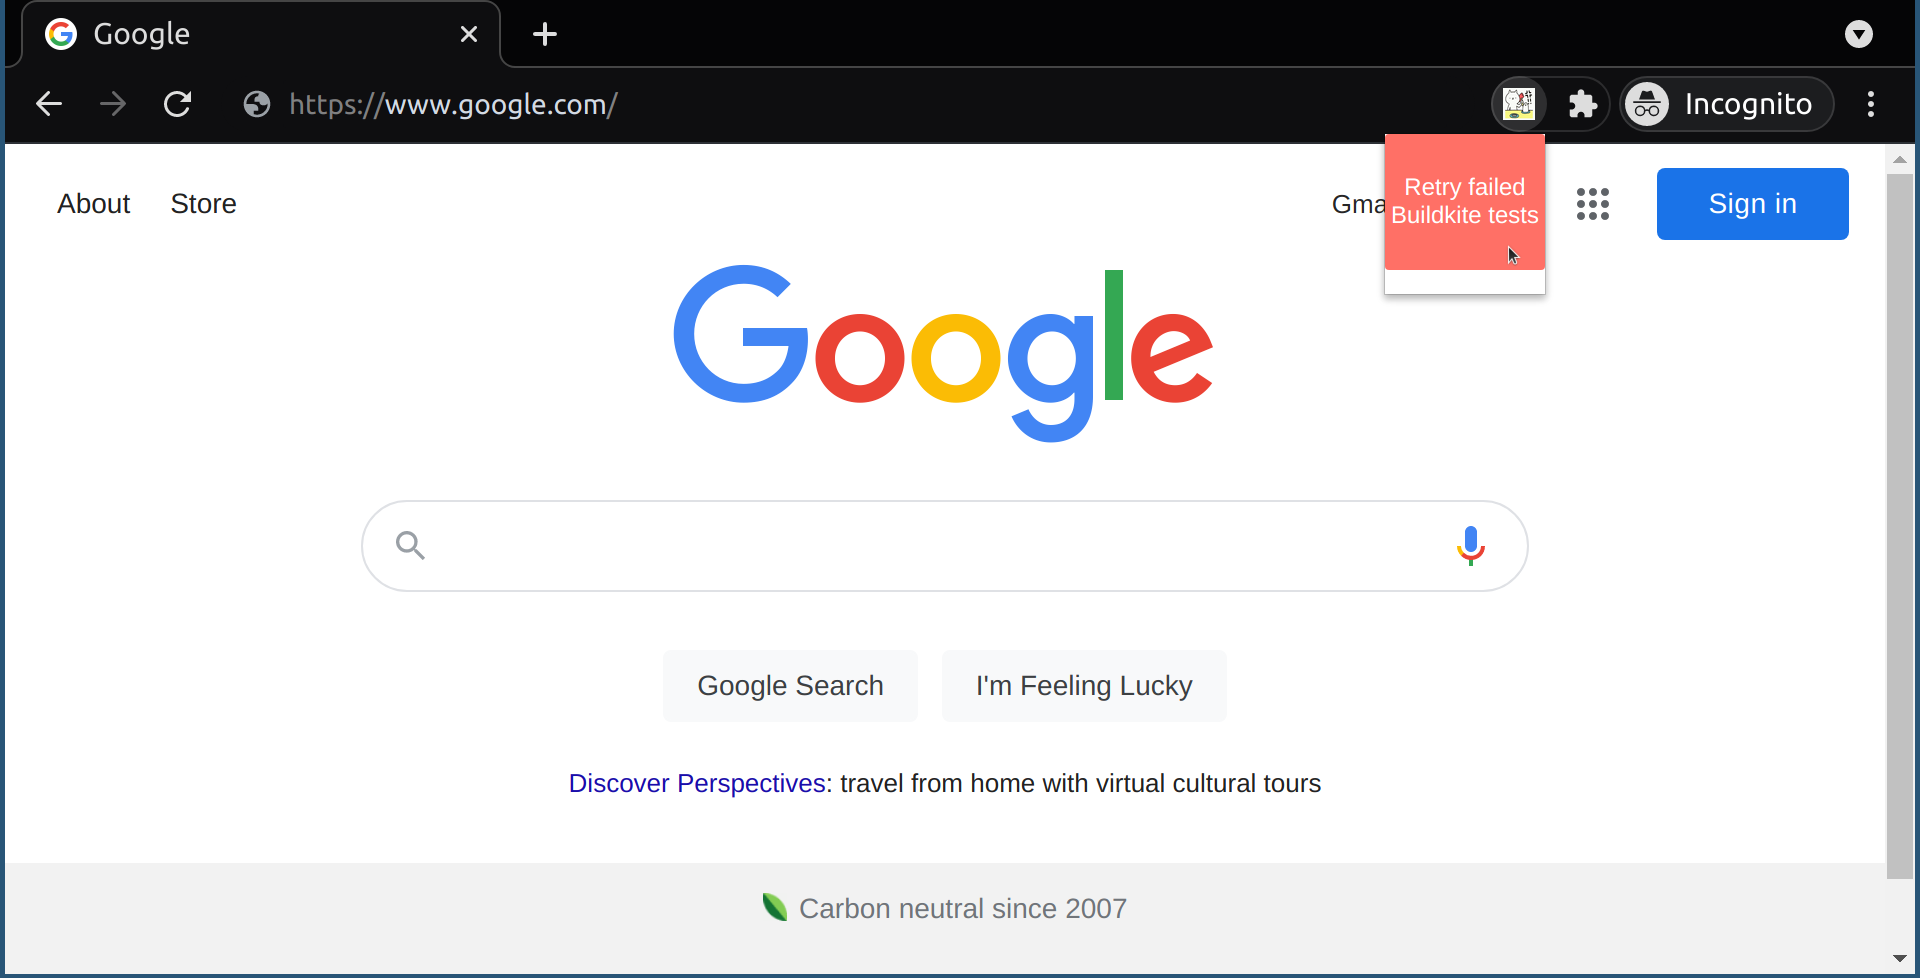 Google
https://www.google.com/
Incognito
About
Store
Gma
Retry failed
Buildkite tests
Sign in
Google
Google Search
I'm Feeling Lucky
Discover Perspectives: travel from home with virtual cultural tours
Carbon neutral since 2007